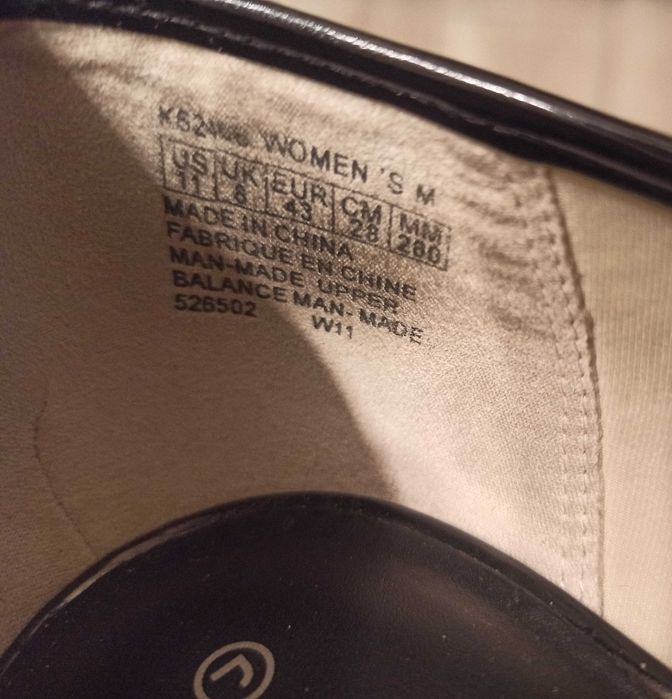 WOMEN'S M
US UK EUR CM MM
11 43 28 280
MADE IN CHINA
FABRIQUE EN CHINE
MAN-MADE UPPER
BALANCE MAN-MADE
526502 W11